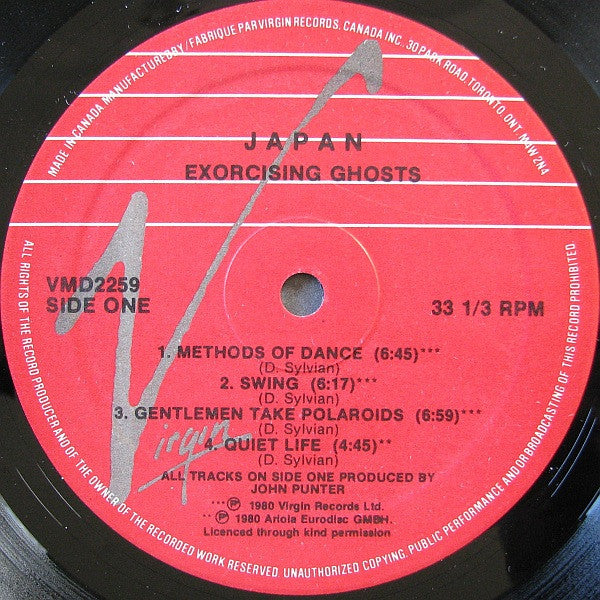 MADE IN CANADA MANUFACTURED BY / FABRIQUE PAR VIRGIN RECORDS, CANADA INC. 30 PARK ROAD, TORONTO, ONT. M4W 2N4
JAPAN
EXORCISING GHOSTS
VMD2259
SIDE ONE
33 1/3 RPM
1. METHODS OF DANCE (6:45)***
(D. Sylvian)
2. SWING (6:17)***
(D. Sylvian)
3. GENTLEMEN TAKE POLAROIDS (6:59)***
(D. Sylvian)
4. QUIET LIFE (4:45)**
(D. Sylvian)
Virgin
ALL TRACKS ON SIDE ONE PRODUCED BY
JOHN PUNTER
***℗ 1980 Virgin Records Ltd.
**℗ 1980 Ariola Eurodisc GMBH.
Licenced through kind permission
ALL RIGHTS OF THE RECORD PRODUCER AND OF THE OWNER OF THE RECORDED WORK RESERVED. UNAUTHORIZED COPYING, PUBLIC PERFORMANCE AND/OR BROADCASTING OF THIS RECORD PROHIBITED